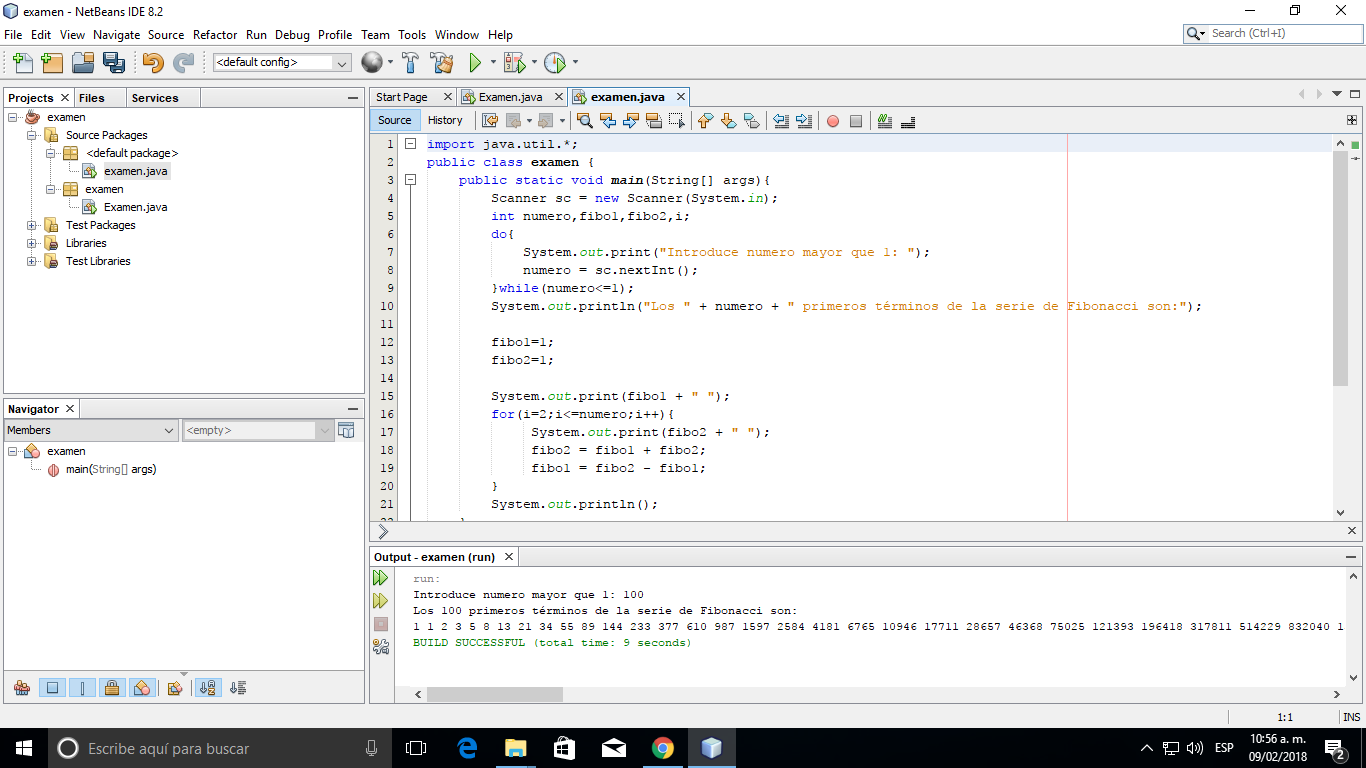 examen - NetBeans IDE 8.2
File Edit View Navigate Source Refactor Run Debug Profile Team Tools Window Help
Search (Ctrl+I)
<default config>
Projects Files Services
examen
Source Packages
<default package>
examen.java
examen
Examen.java
Test Packages
Libraries
Test Libraries
Navigator
Members <empty>
examen
main(String[] args)
Start Page Examen.java examen.java
Source History
1 import java.util.*;
2 public class examen {
3 public static void main(String[] args){
4 Scanner sc = new Scanner(System.in);
5 int numero,fibo1,fibo2,i;
6 do{
7 System.out.print("Introduce numero mayor que 1: ");
8 numero = sc.nextInt();
9 }while(numero<=1);
10 System.out.println("Los " + numero + " primeros términos de la serie de Fibonacci son:");
11
12 fibo1=1;
13 fibo2=1;
14
15 System.out.print(fibo1 + " ");
16 for(i=2;i<=numero;i++){
17 System.out.print(fibo2 + " ");
18 fibo2 = fibo1 + fibo2;
19 fibo1 = fibo2 - fibo1;
20 }
21 System.out.println();
Output - examen (run)
run:
Introduce numero mayor que 1: 100
Los 100 primeros términos de la serie de Fibonacci son:
1 1 2 3 5 8 13 21 34 55 89 144 233 377 610 987 1597 2584 4181 6765 10946 17711 28657 46368 75025 121393 196418 317811 514229 832040 1
BUILD SUCCESSFUL (total time: 9 seconds)
1:1 INS
Escribe aquí para buscar
ESP
10:56 a. m.
09/02/2018
2